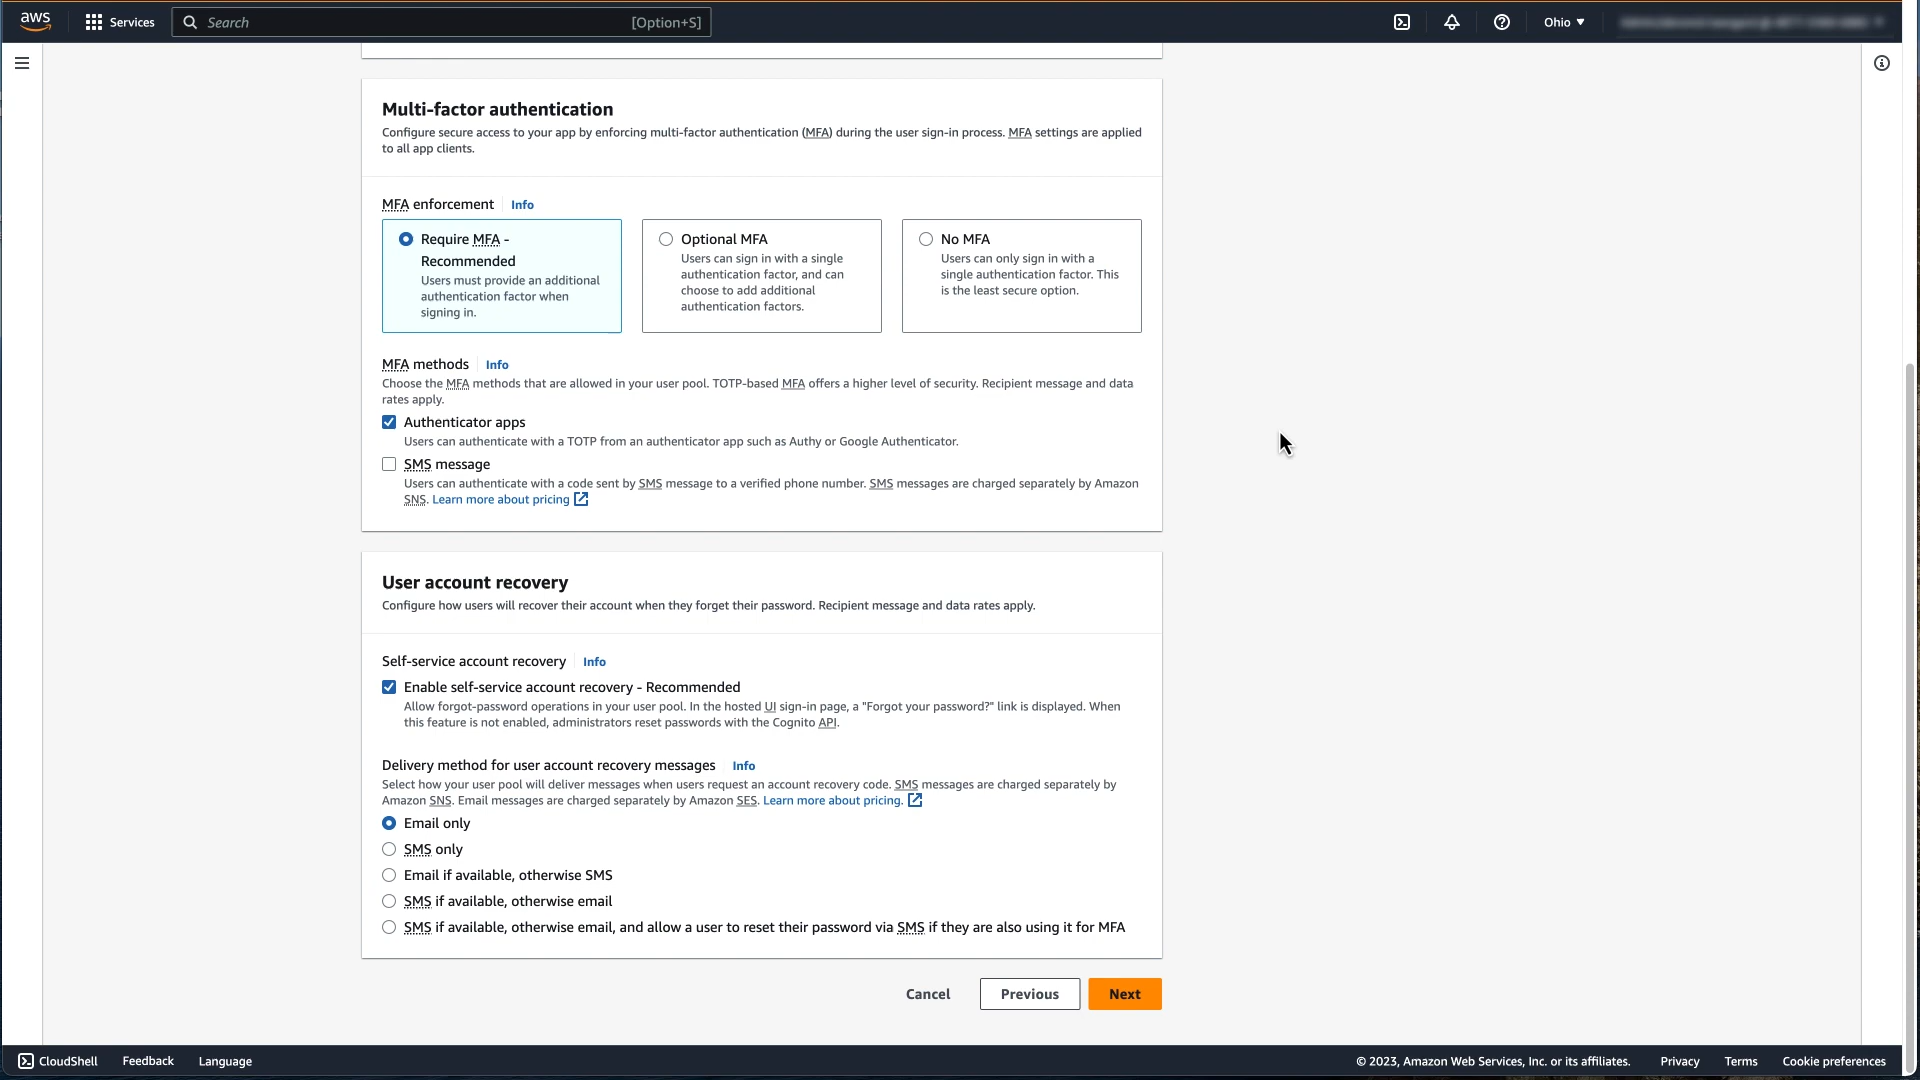 aws
Services
Search
[Option+S]
Ohio
Multi-factor authentication
Configure secure access to your app by enforcing multi-factor authentication (MFA) during the user sign-in process. MFA settings are applied
to all app clients.
MFA enforcement
Info
Require MFA -
Recommended
Users must provide an additional
authentication factor when
signing in.
Optional MFA
Users can sign in with a single
authentication factor, and can
choose to add additional
authentication factors.
No MFA
Users can only sign in with a
single authentication factor. This
is the least secure option.
MFA methods
Info
Choose the MFA methods that are allowed in your user pool. TOTP-based MFA offers a higher level of security. Recipient message and data
rates apply.
Authenticator apps
Users can authenticate with a TOTP from an authenticator app such as Authy or Google Authenticator.
SMS message
Users can authenticate with a code sent by SMS message to a verified phone number. SMS messages are charged separately by Amazon
SNS. Learn more about pricing
User account recovery
Configure how users will recover their account when they forget their password. Recipient message and data rates apply.
Self-service account recovery
Info
Enable self-service account recovery - Recommended
Allow forgot-password operations in your user pool. In the hosted UI sign-in page, a "Forgot your password?" link is displayed. When
this feature is not enabled, administrators reset passwords with the Cognito API.
Delivery method for user account recovery messages
Info
Select how your user pool will deliver messages when users request an account recovery code. SMS messages are charged separately by
Amazon SNS. Email messages are charged separately by Amazon SES. Learn more about pricing.
Email only
SMS only
Email if available, otherwise SMS
SMS if available, otherwise email
SMS if available, otherwise email, and allow a user to reset their password via SMS if they are also using it for MFA
Cancel
Previous
Next
CloudShell
Feedback
Language
© 2023, Amazon Web Services, Inc. or its affiliates.
Privacy
Terms
Cookie preferences